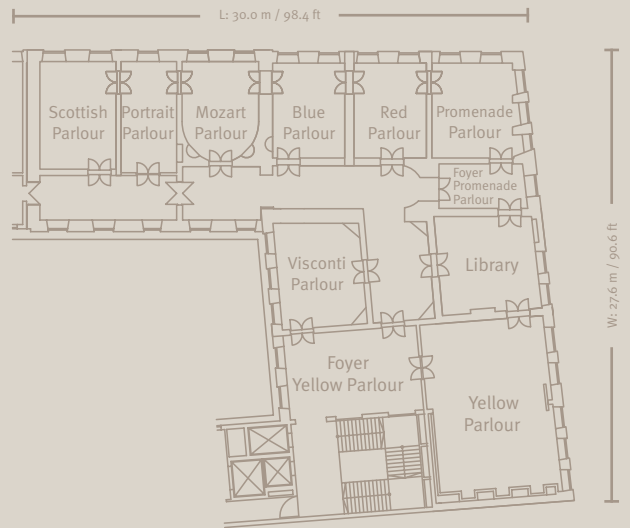 L: 30.0 m / 98.4 ft
Scottish
Parlour
Portrait
Parlour
Mozart
Parlour
Blue
Parlour
Red
Parlour
Promenade
Parlour
Foyer
Promenade
Parlour
W: 27.6 m / 90.6 ft
Visconti
Parlour
Library
Foyer
Yellow Parlour
Yellow
Parlour